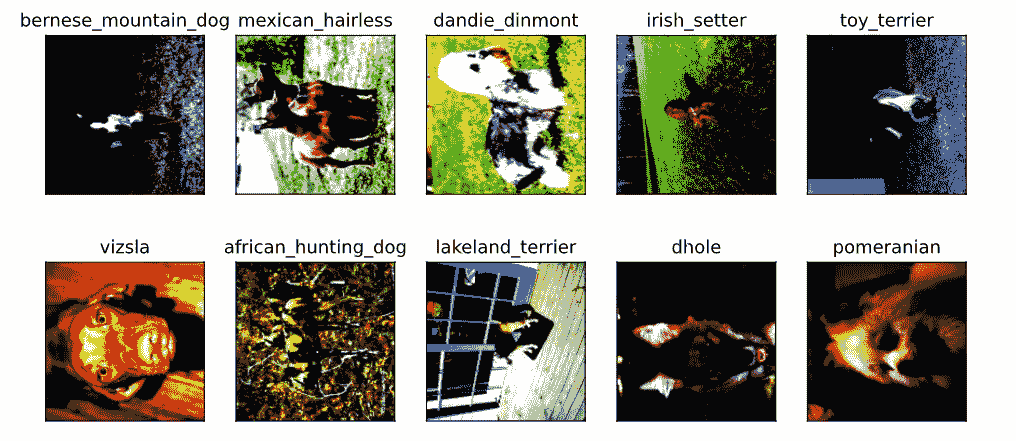 bernese_mountain_dog mexican_hairless dandie_dinmont irish_setter toy_terrier
vizsla african_hunting_dog lakeland_terrier dhole pomeranian